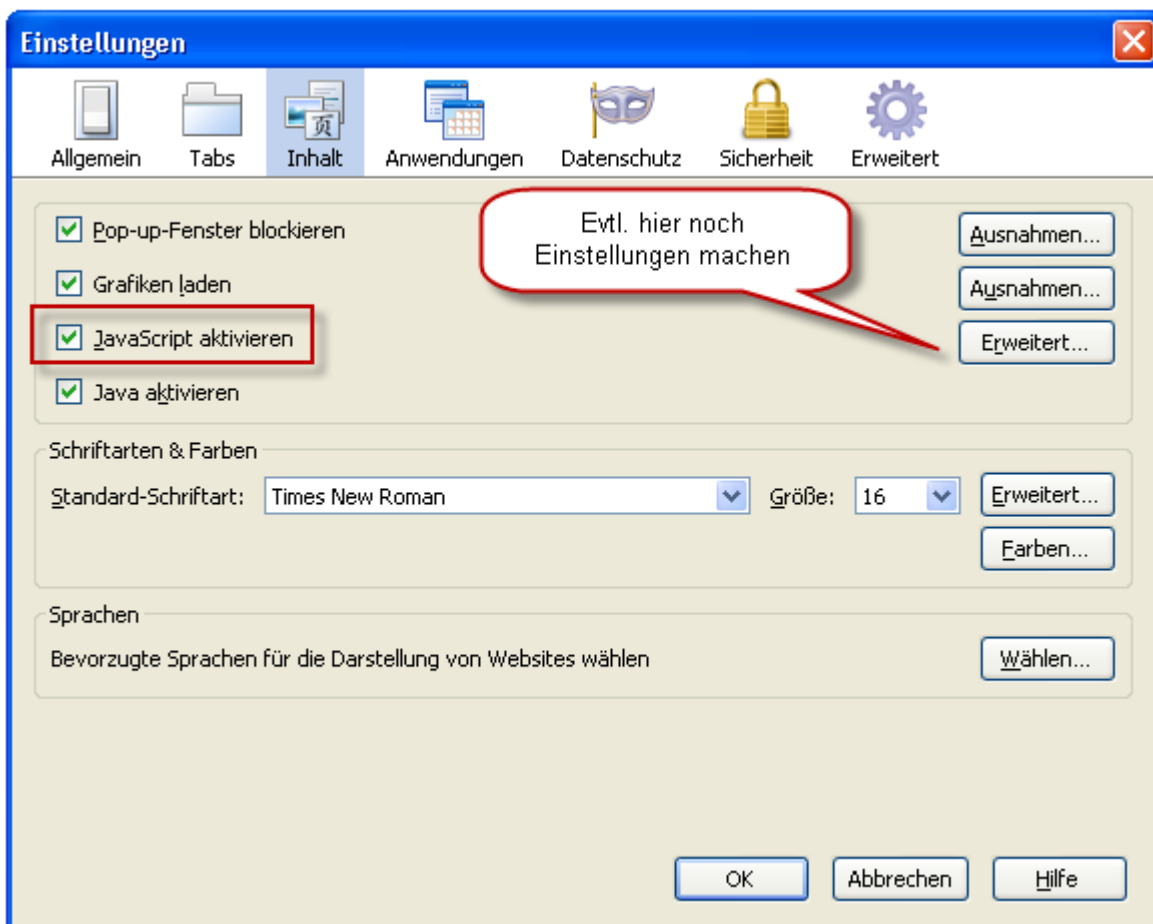 Einstellungen
Allgemein Tabs Inhalt Anwendungen Datenschutz Sicherheit Erweitert
页
Pop-up-Fenster blockieren
Ausnahmen...
Evtl. hier noch
Einstellungen machen
Grafiken laden
Ausnahmen...
JavaScript aktivieren
Erweitert...
Java aktivieren
Schriftarten & Farben
Standard-Schriftart: Times New Roman Größe: 16 Erweitert...
Farben...
Sprachen
Bevorzugte Sprachen für die Darstellung von Websites wählen Wählen...
OK Abbrechen Hilfe